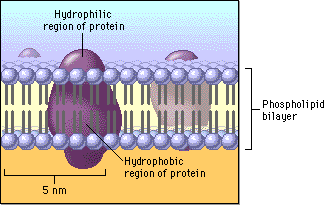 Hydrophilic
region of protein
Phospholipid
bilayer
Hydrophobic
region of protein
5 nm